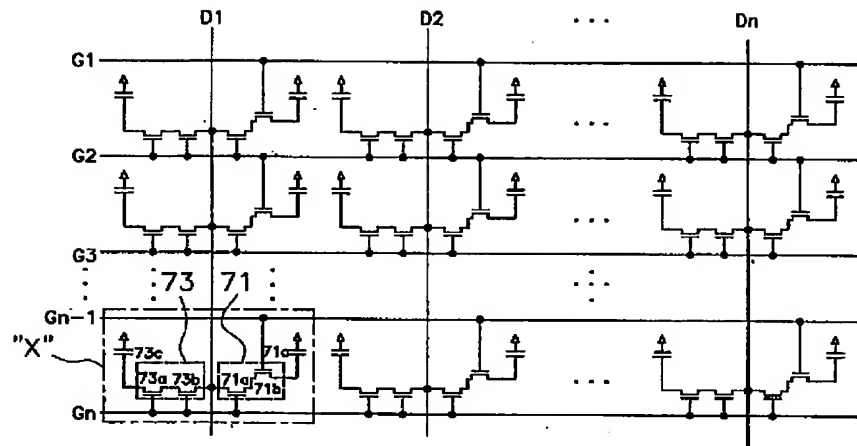 D1 D2 ... Dn
G1
...
G2
...
G3
73 71
Gn-1
"X"
73c 71c
73a 73b 71a 71b
...
Gn